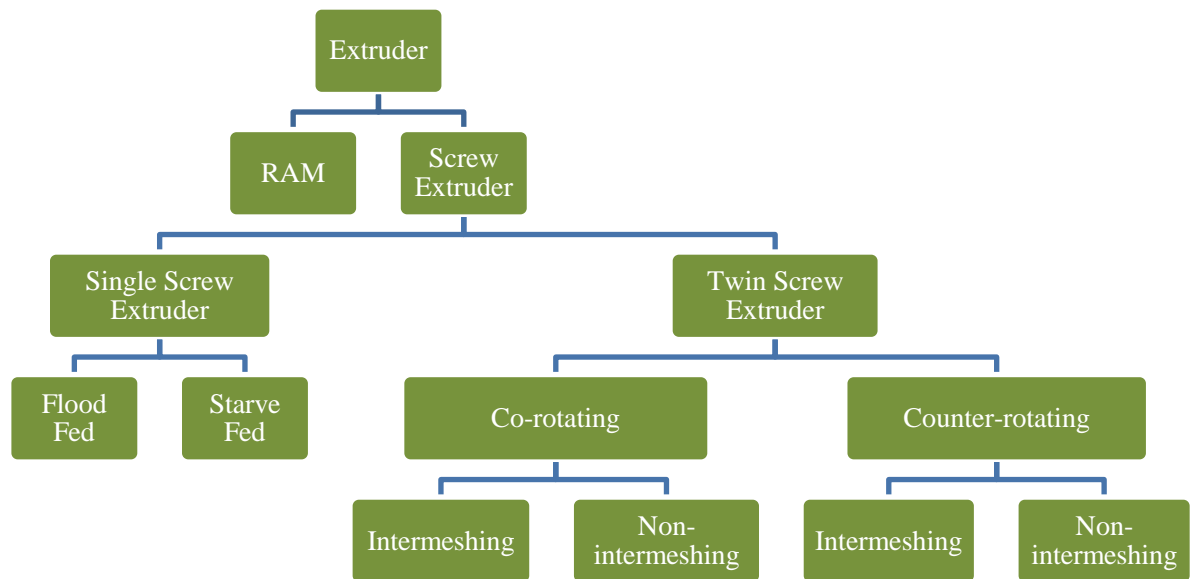 Extruder
RAM
Screw
Extruder
Single Screw
Extruder
Twin Screw
Extruder
Flood
Fed
Starve
Fed
Co-rotating
Counter-rotating
Intermeshing
Non-
intermeshing
Intermeshing
Non-
intermeshing